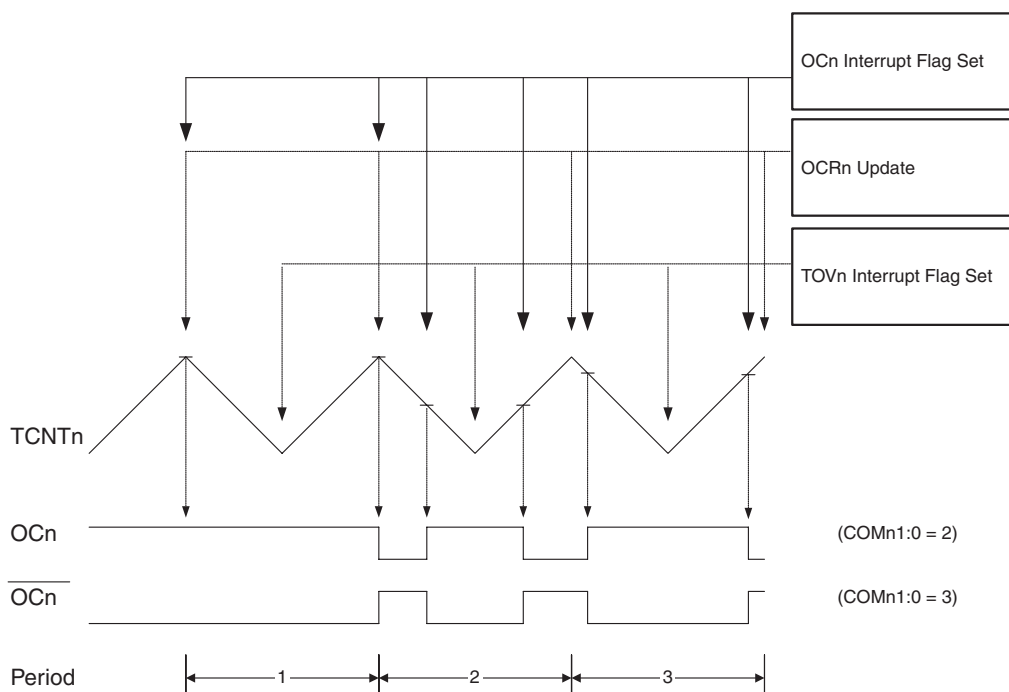 OCn Interrupt Flag Set
OCRn Update
TOVn Interrupt Flag Set
TCNTn
OCn
(COMn1:0 = 2)
OCn
(COMn1:0 = 3)
Period
1
2
3